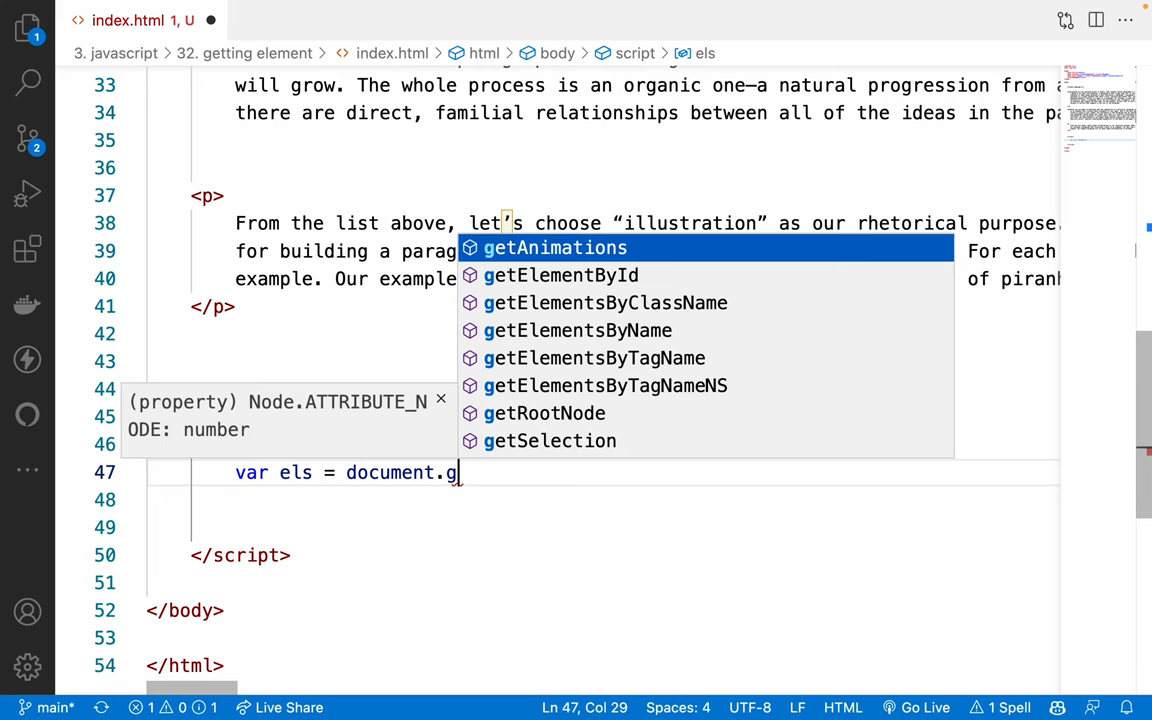 index.html 1, U
3. javascript > 32. getting element > index.html > html > body > script > els
33 will grow. The whole process is an organic one—a natural progression from a
34 there are direct, familial relationships between all of the ideas in the pa
35
36
37 <p>
38 From the list above, let’s choose “illustration” as our rhetorical purpose.
39 for building a parag For each
40 example. Our example of piranh
41 </p>
42
43
44
45
46
getAnimations
getElementById
getElementsByClassName
getElementsByName
getElementsByTagName
getElementsByTagNameNS
getRootNode
getSelection
(property) Node.ATTRIBUTE_N
ODE: number
47 var els = document.g
48
49
50 </script>
51
52 </body>
53
54 </html>
1
2
main* 1 0 1 Live Share Ln 47, Col 29 Spaces: 4 UTF-8 LF HTML Go Live 1 Spell